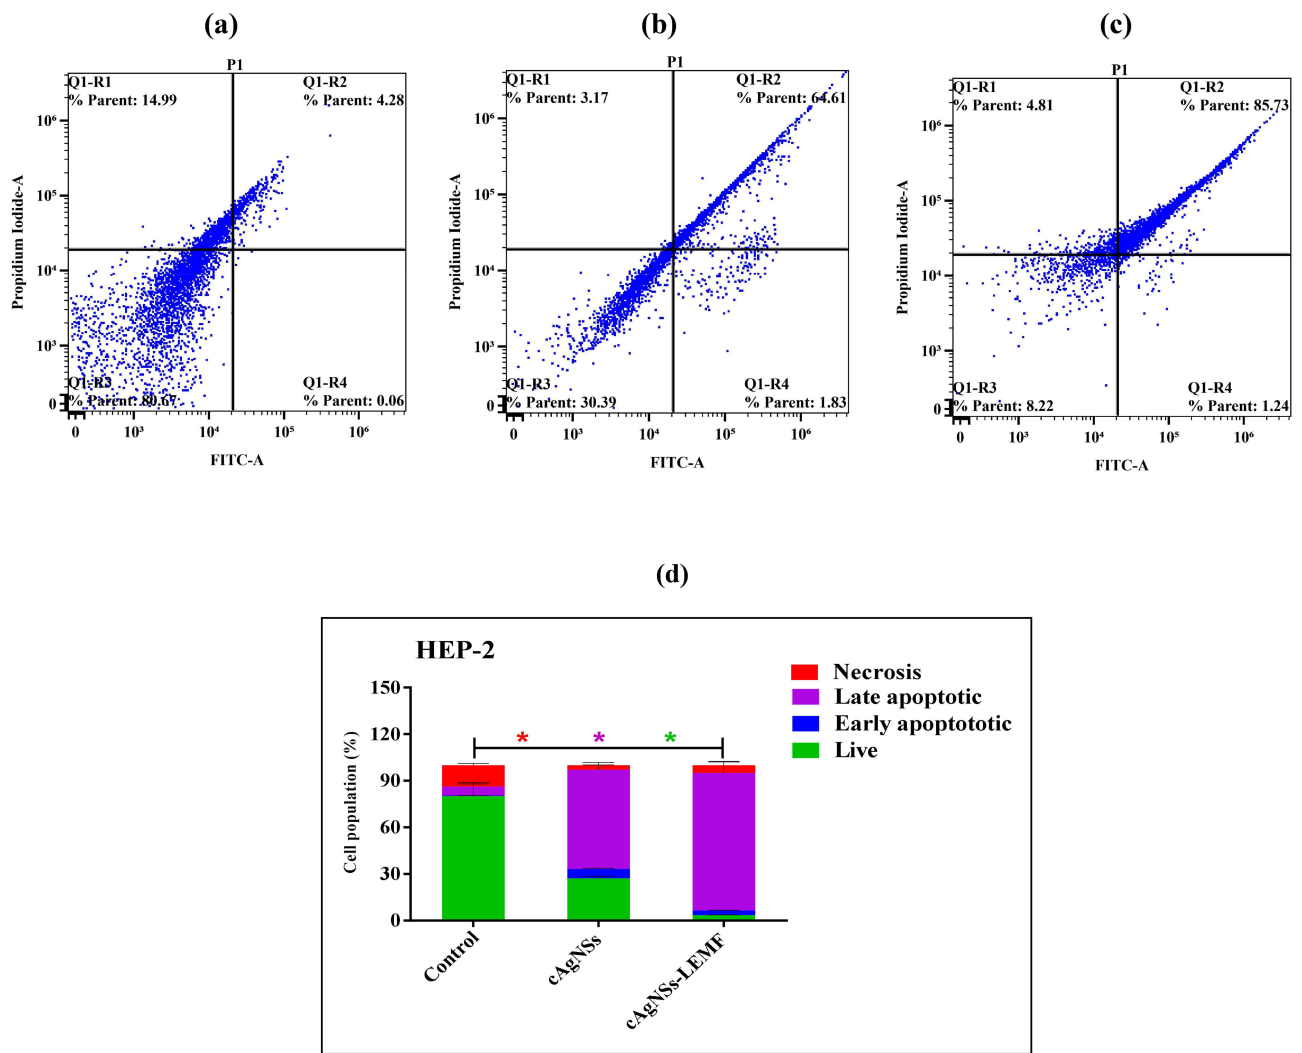 (a)
P1
Q1-R1
% Parent: 14.99
Q1-R2
% Parent: 4.28
10⁶
10⁵
10⁴
10³
0
Propidium Iodide-A
Q1-R3
% Parent: 80.67
Q1-R4
% Parent: 0.06
0 10³ 10⁴ 10⁵ 10⁶
FITC-A
(b)
P1
Q1-R1
% Parent: 3.17
Q1-R2
% Parent: 64.61
10⁶
10⁵
10⁴
10³
0
Propidium Iodide-A
Q1-R3
% Parent: 30.39
Q1-R4
% Parent: 1.83
0 10³ 10⁴ 10⁵ 10⁶
FITC-A
(c)
P1
Q1-R1
% Parent: 4.81
Q1-R2
% Parent: 85.73
10⁶
10⁵
10⁴
10³
0
Propidium Iodide-A
Q1-R3
% Parent: 8.22
Q1-R4
% Parent: 1.24
0 10³ 10⁴ 10⁵ 10⁶
FITC-A
(d)
HEP-2
150
120
90
60
30
0
Cell population (%)
* * *
Control
cAgNSs
cAgNSs-LEMF
Necrosis
Late apoptotic
Early apoptototic
Live